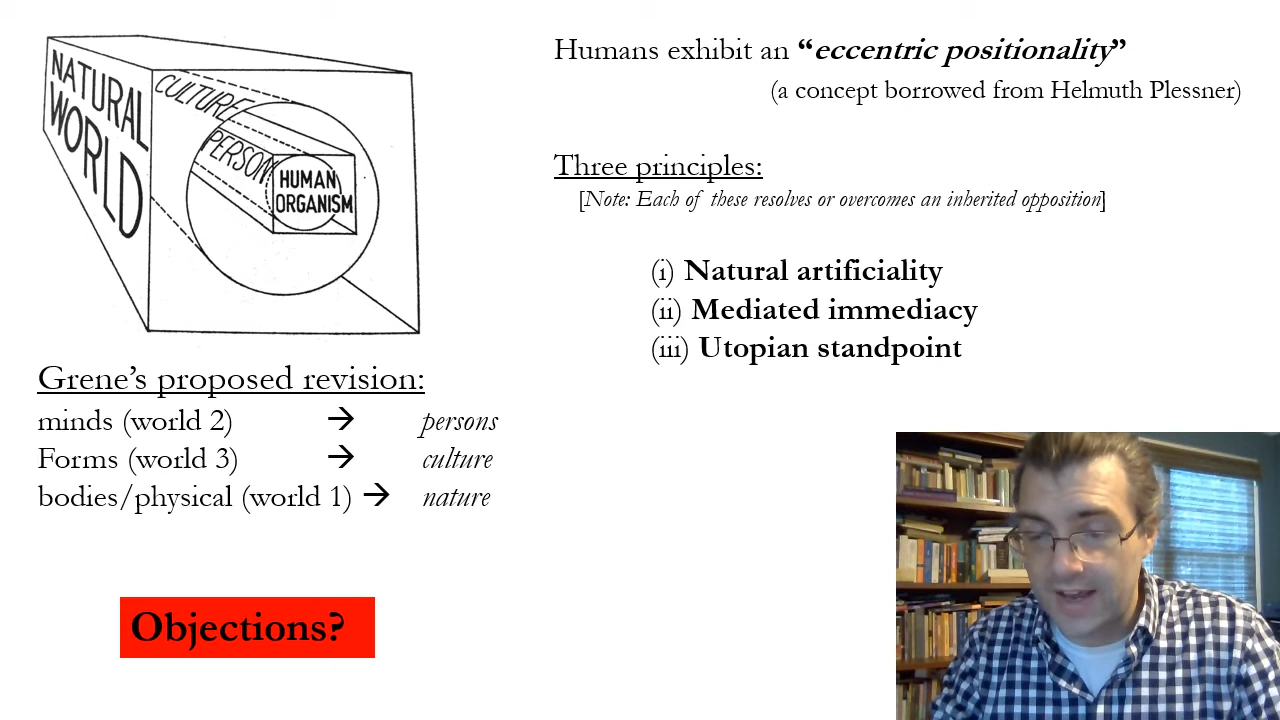 NATURAL
WORLD
CULTURE
PERSON
HUMAN
ORGANISM
Grene's proposed revision:
minds (world 2) → persons
Forms (world 3) → culture
bodies/physical (world 1) → nature
Objections?
Humans exhibit an “eccentric positionality”
(a concept borrowed from Helmuth Plessner)
Three principles:
[Note: Each of these resolves or overcomes an inherited opposition]
(i) Natural artificiality
(ii) Mediated immediacy
(iii) Utopian standpoint